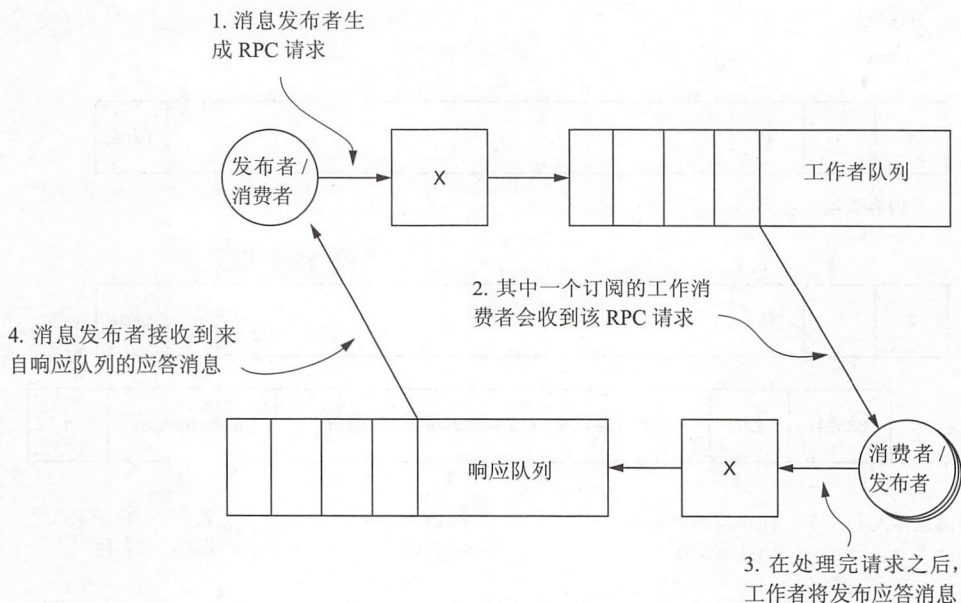 1. 消息发布者生
成 RPC 请求
发布者 /
消费者
X
工作者队列
2. 其中一个订阅的工作消
费者会收到该 RPC 请求
4. 消息发布者接收到来
自响应队列的应答消息
响应队列
X
消费者 /
发布者
3. 在处理完请求之后，
工作者将发布应答消息